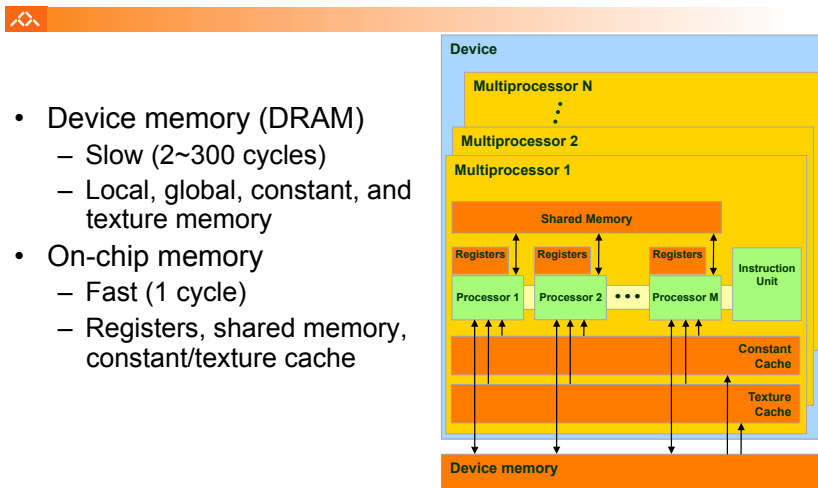 • Device memory (DRAM)
– Slow (2~300 cycles)
– Local, global, constant, and
texture memory
• On-chip memory
– Fast (1 cycle)
– Registers, shared memory,
constant/texture cache
Device
Multiprocessor N
Multiprocessor 2
Multiprocessor 1
Shared Memory
Registers Registers Registers
Instruction
Unit
Processor 1 Processor 2 • • • Processor M
Constant
Cache
Texture
Cache
Device memory